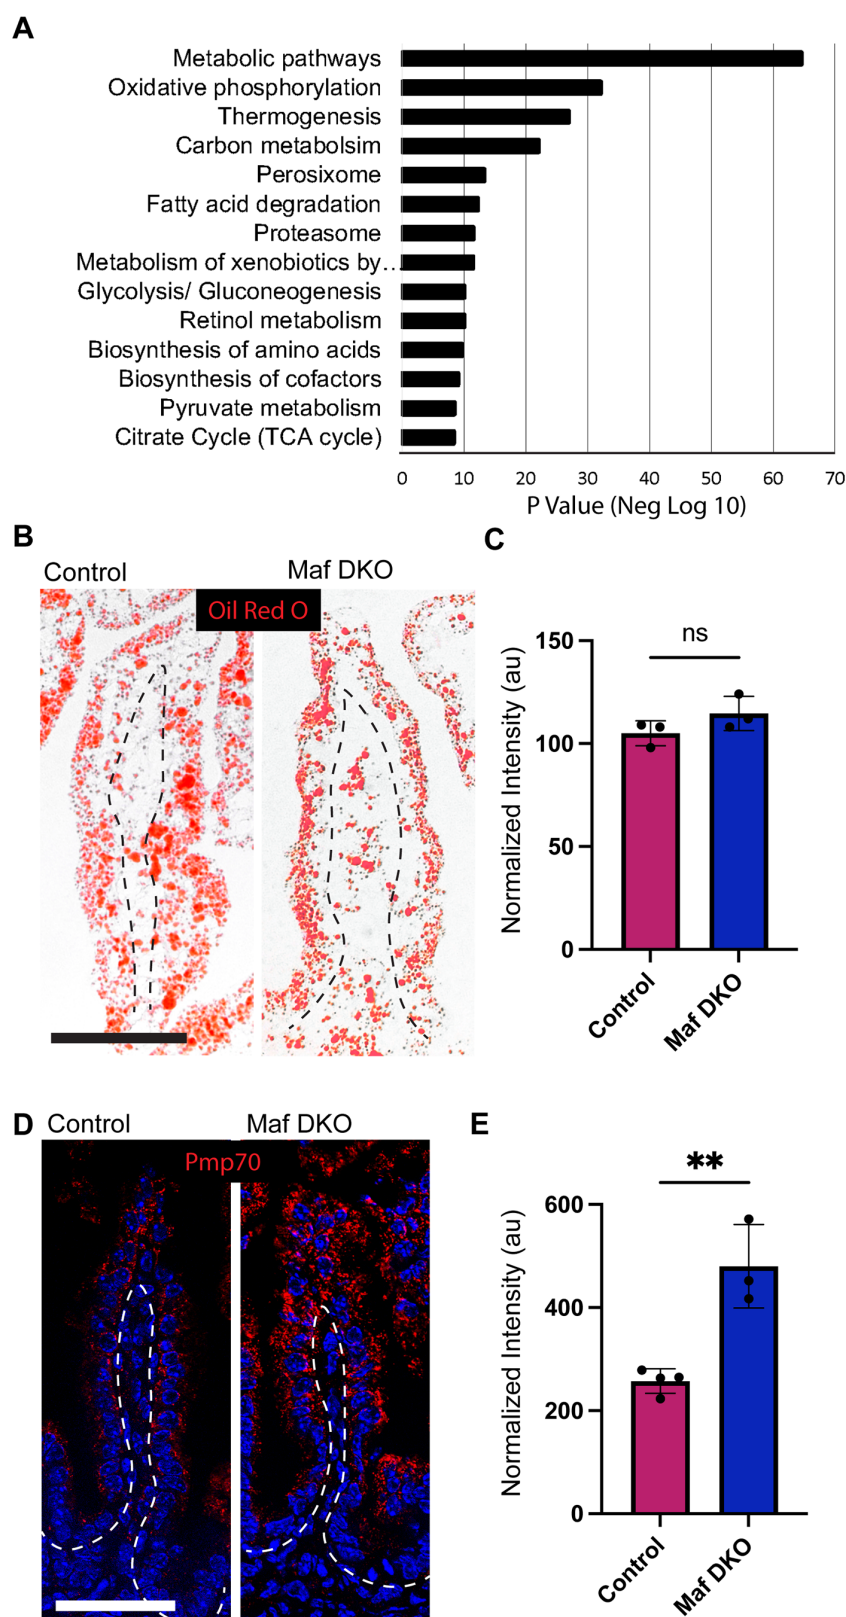 A
Metabolic pathways
Oxidative phosphorylation
Thermogenesis
Carbon metabolsim
Perosixome
Fatty acid degradation
Proteasome
Metabolism of xenobiotics by...
Glycolysis/ Gluconeogenesis
Retinol metabolism
Biosynthesis of amino acids
Biosynthesis of cofactors
Pyruvate metabolism
Citrate Cycle (TCA cycle)
0 10 20 30 40 50 60 70
P Value (Neg Log 10)
B
Control
Maf DKO
Oil Red O
C
ns
150
100
50
0
Normalized Intensity (au)
Control
Maf DKO
D
Control
Maf DKO
Pmp70
E
**
600
400
200
0
Normalized Intensity (au)
Control
Maf DKO